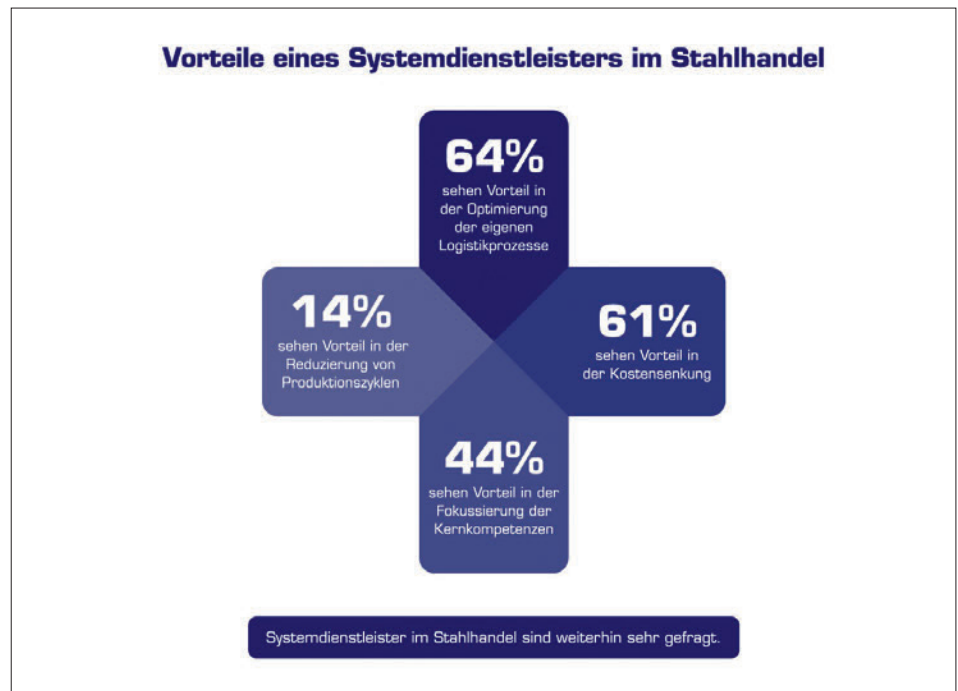 Vorteile eines Systemdienstleisters im Stahlhandel
64%
sehen Vorteil in
der Optimierung
der eigenen
Logistikprozesse
14%
sehen Vorteil in der
Reduzierung von
Produktionszyklen
61%
sehen Vorteil in
der Kostensenkung
44%
sehen Vorteil in der
Fokussierung der
Kernkompetenzen
Systemdienstleister im Stahlhandel sind weiterhin sehr gefragt.